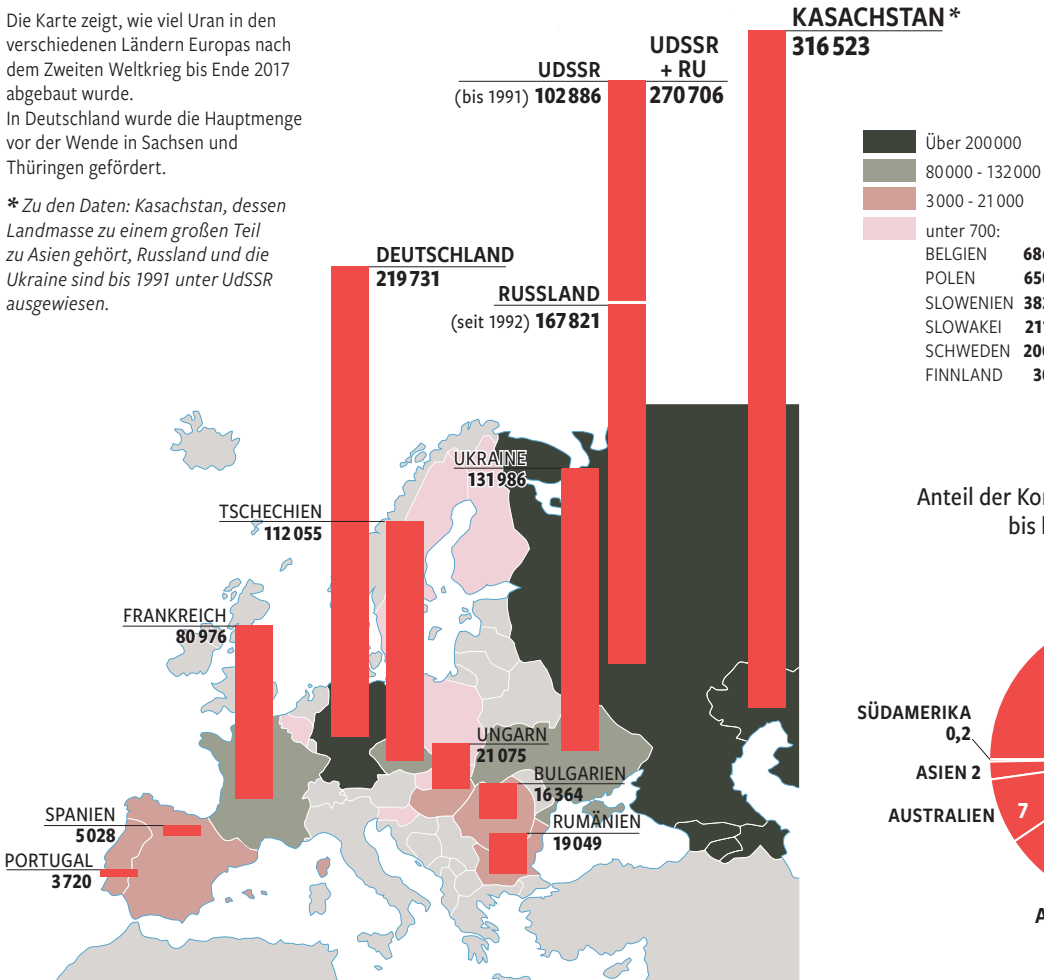 Die Karte zeigt, wie viel Uran in den
verschiedenen Ländern Europas nach
dem Zweiten Weltkrieg bis Ende 2017
abgebaut wurde.
In Deutschland wurde die Hauptmenge
vor der Wende in Sachsen und
Thüringen gefördert.
* Zu den Daten: Kasachstan, dessen
Landmasse zu einem großen Teil
zu Asien gehört, Russland und die
Ukraine sind bis 1991 unter UdSSR
ausgewiesen.
KASACHSTAN*
316 523
UDSSR
+ RU
270 706
UDSSR
(bis 1991) 102 886
DEUTSCHLAND
219 731
RUSSLAND
(seit 1992) 167 821
UKRAINE
131 986
TSCHECHIEN
112 055
FRANKREICH
80 976
UNGARN
21 075
BULGARIEN
16 364
RUMÄNIEN
19 049
SPANIEN
5028
PORTUGAL
3720
Über 200 000
80 000 - 132 000
3 000 - 21 000
unter 700:
BELGIEN
POLEN
SLOWENIEN
SLOWAKEI
SCHWEDEN
FINNLAND
Anteil der
bis
SÜDAMERIKA
0,2
ASIEN 2
AUSTRALIEN 7